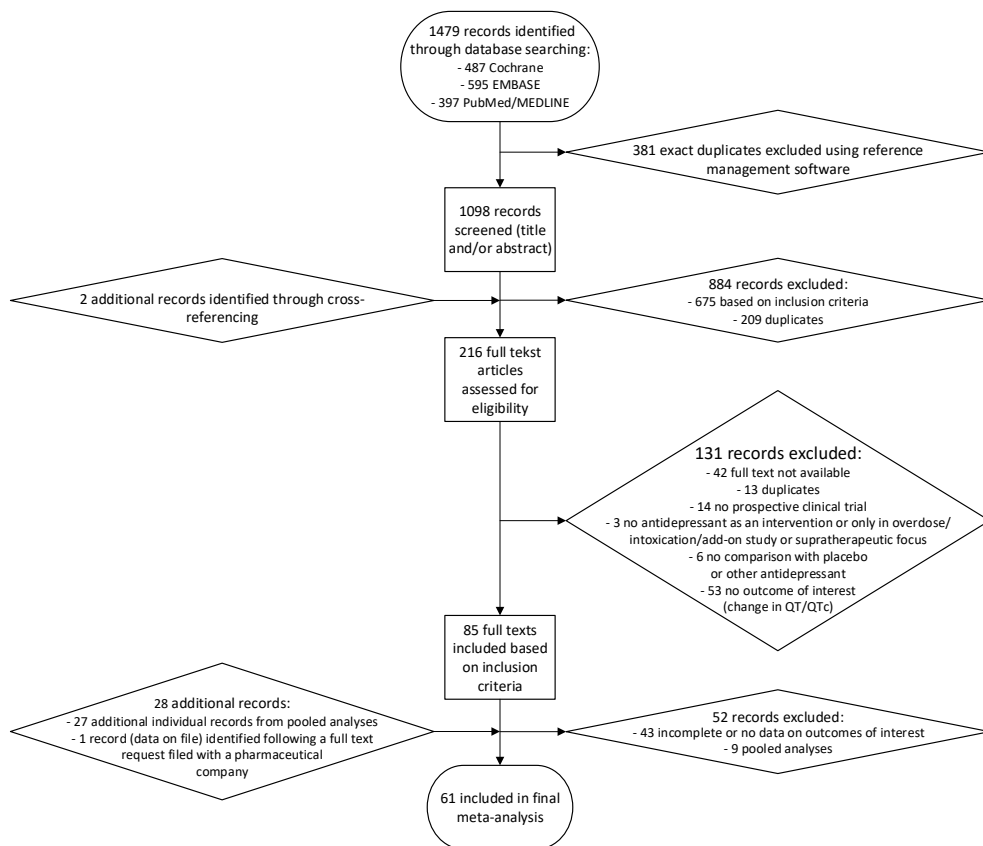 1479 records identified
through database searching:
- 487 Cochrane
- 595 EMBASE
- 397 PubMed/MEDLINE
381 exact duplicates excluded using reference
management software
1098 records
screened (title
and/or abstract)
2 additional records identified through cross-
referencing
884 records excluded:
- 675 based on inclusion criteria
- 209 duplicates
216 full tekst
articles
assessed for
eligibility
131 records excluded:
- 42 full text not available
- 13 duplicates
- 14 no prospective clinical trial
- 3 no antidepressant as an intervention or only in overdose/
intoxication/add-on study or supratherapeutic focus
- 6 no comparison with placebo
or other antidepressant
- 53 no outcome of interest
(change in QT/QTc)
85 full texts
included based
on inclusion
criteria
28 additional records:
- 27 additional individual records from pooled analyses
- 1 record (data on file) identified following a full text
request filed with a pharmaceutical
company
52 records excluded:
- 43 incomplete or no data on outcomes of interest
- 9 pooled analyses
61 included in final
meta-analysis